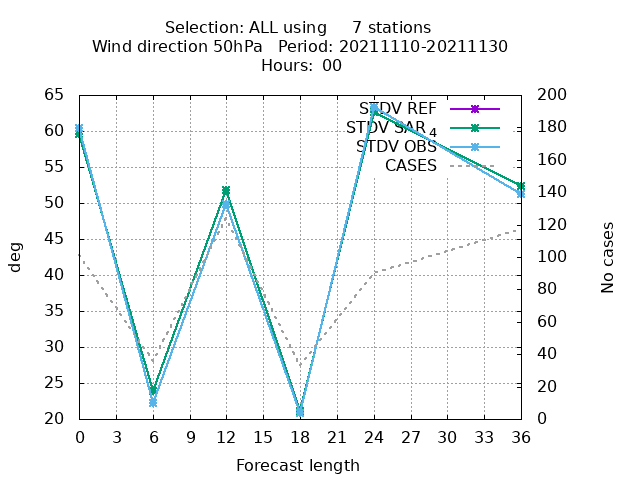 Selection: ALL using     7 stations
Wind direction 50hPa   Period: 20211110-20211130
Hours: 00
STDV REF
STDV SAR4
STDV OBS
CASES
65
60
55
50
45
40
35
30
25
20
deg
200
180
160
140
120
100
80
60
40
20
0
No cases
0 3 6 9 12 15 18 21 24 27 30 33 36
Forecast length